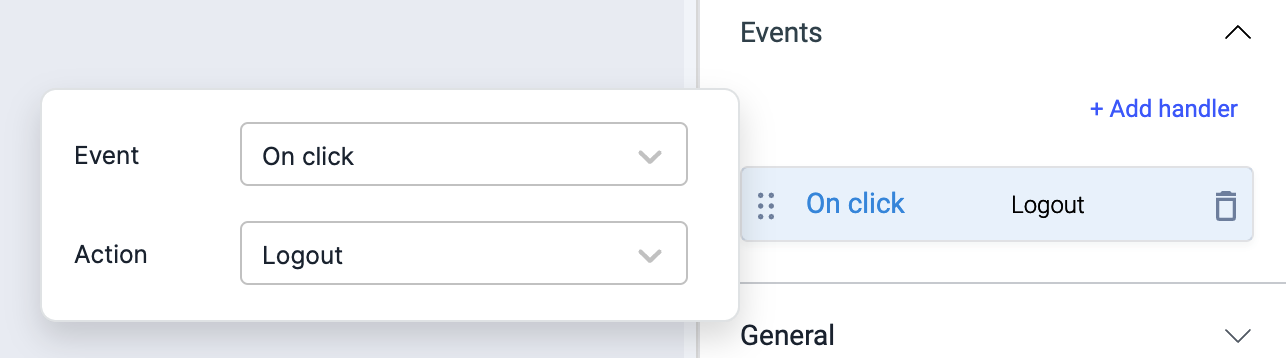 Events
+ Add handler
Event
On click
Action
Logout
On click Logout
General